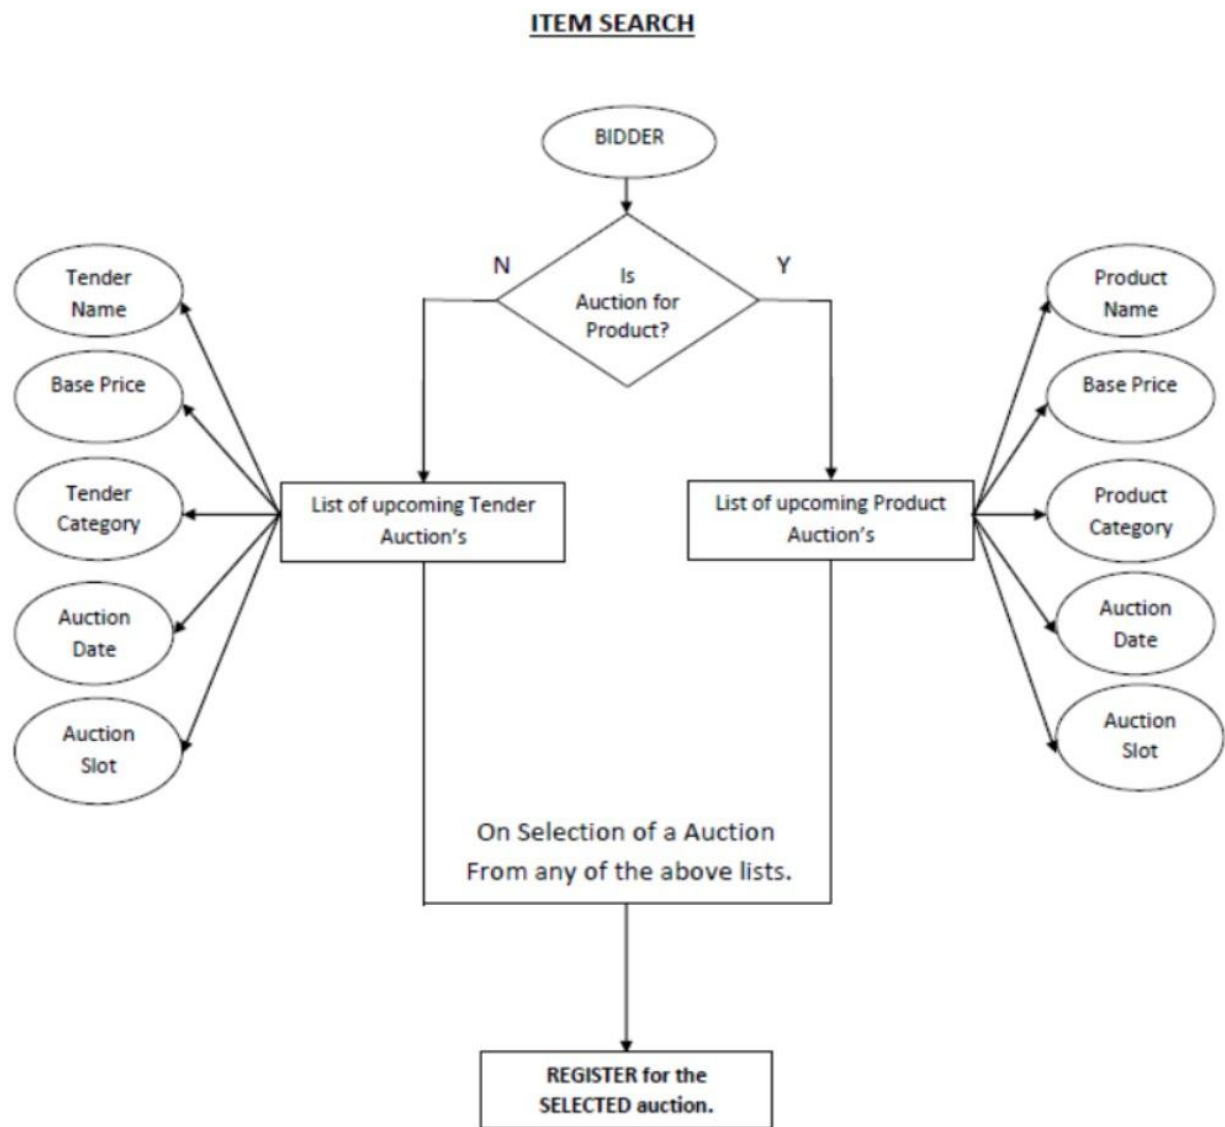 ITEM SEARCH
BIDDER
N
Y
Is
Auction for
Product?
Tender
Name
Base Price
Tender
Category
Auction
Date
Auction
Slot
List of upcoming Tender
Auction's
List of upcoming Product
Auction's
Product
Name
Base Price
Product
Category
Auction
Date
Auction
Slot
On Selection of a Auction
From any of the above lists.
REGISTER for the
SELECTED auction.